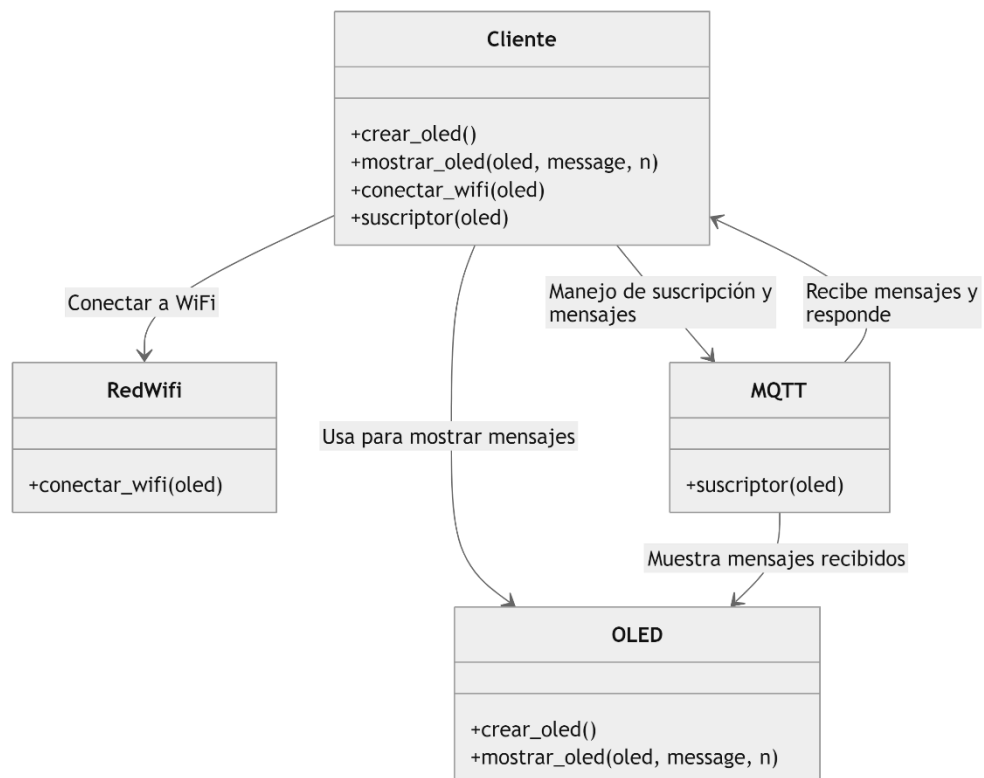 Cliente
+crear_oled()
+mostrar_oled(oled, message, n)
+conectar_wifi(oled)
+suscriptor(oled)
Conectar a WiFi
Manejo de suscripción y
mensajes
Recibe mensajes y
responde
RedWifi
+conectar_wifi(oled)
Usa para mostrar mensajes
MQTT
+suscriptor(oled)
Muestra mensajes recibidos
OLED
+crear_oled()
+mostrar_oled(oled, message, n)